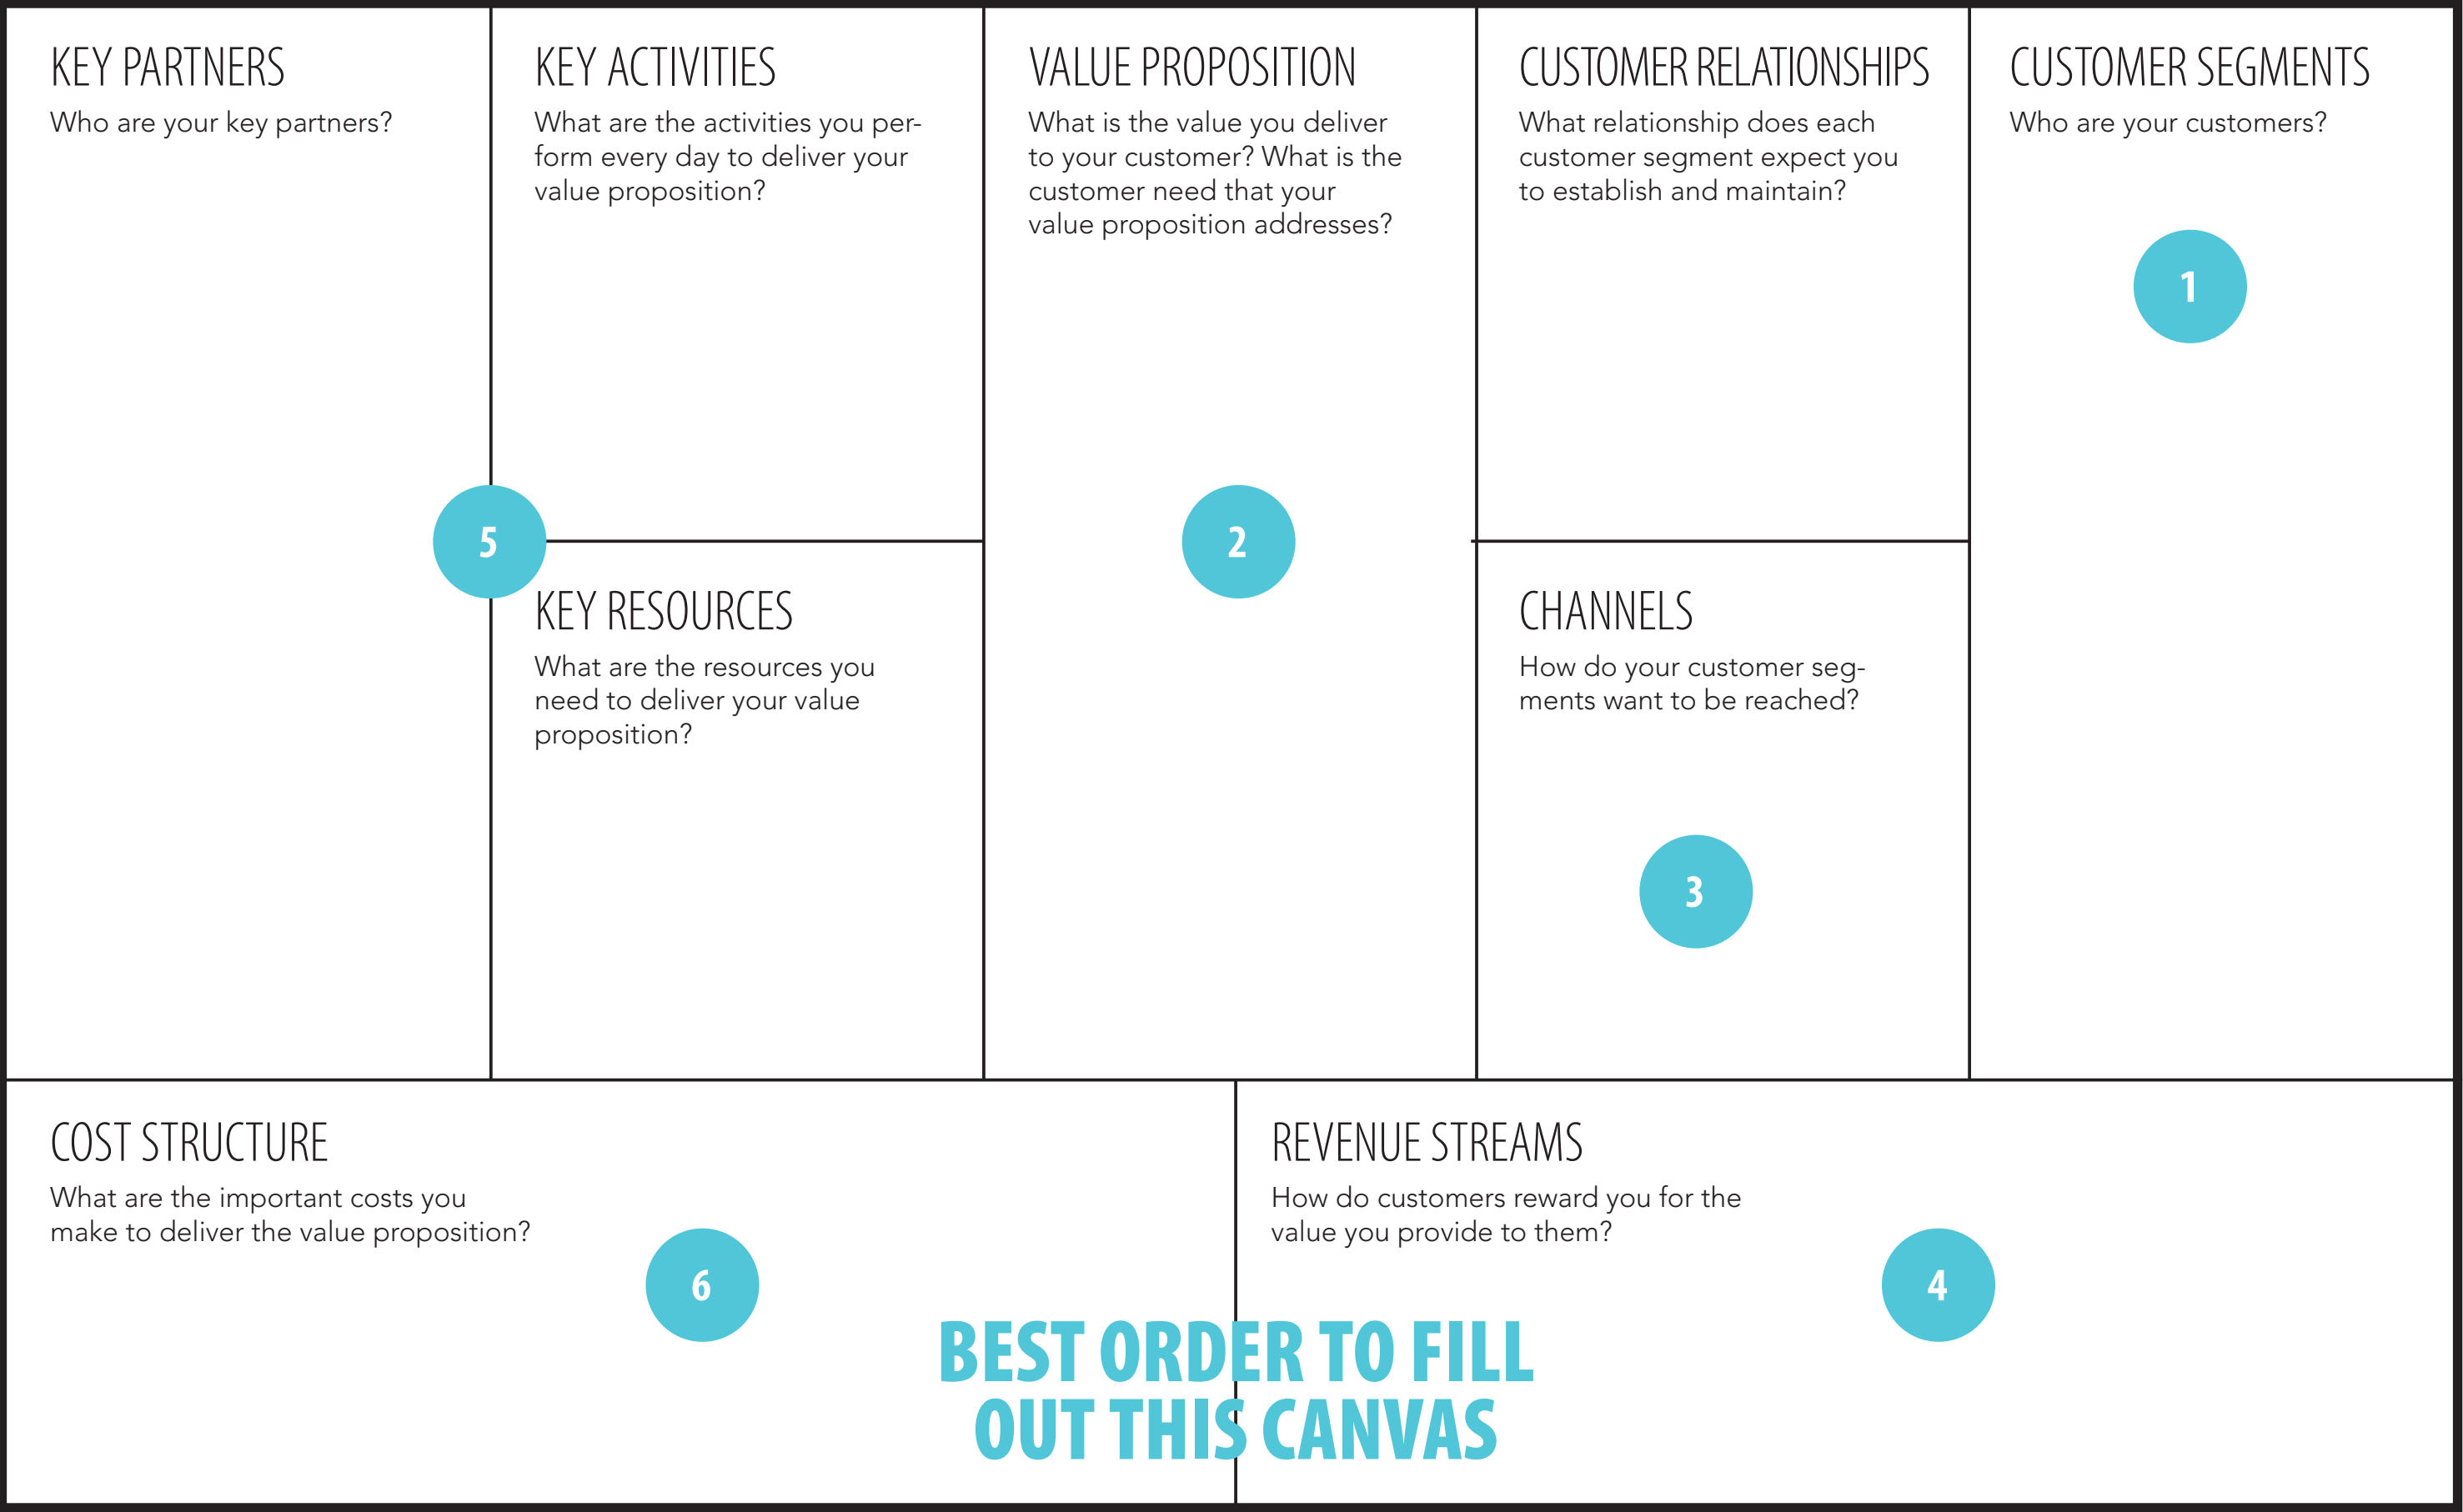 KEY PARTNERS
Who are your key partners?
KEY ACTIVITIES
What are the activities you per-
form every day to deliver your
value proposition?
VALUE PROPOSITION
What is the value you deliver
to your customer? What is the
customer need that your
value proposition addresses?
CUSTOMER RELATIONSHIPS
What relationship does each
customer segment expect you
to establish and maintain?
CUSTOMER SEGMENTS
Who are your customers?
1
5
2
KEY RESOURCES
What are the resources you
need to deliver your value
proposition?
CHANNELS
How do your customer seg-
ments want to be reached?
3
COST STRUCTURE
What are the important costs you
make to deliver the value proposition?
6
REVENUE STREAMS
How do customers reward you for the
value you provide to them?
4
BEST ORDER TO FILL
OUT THIS CANVAS